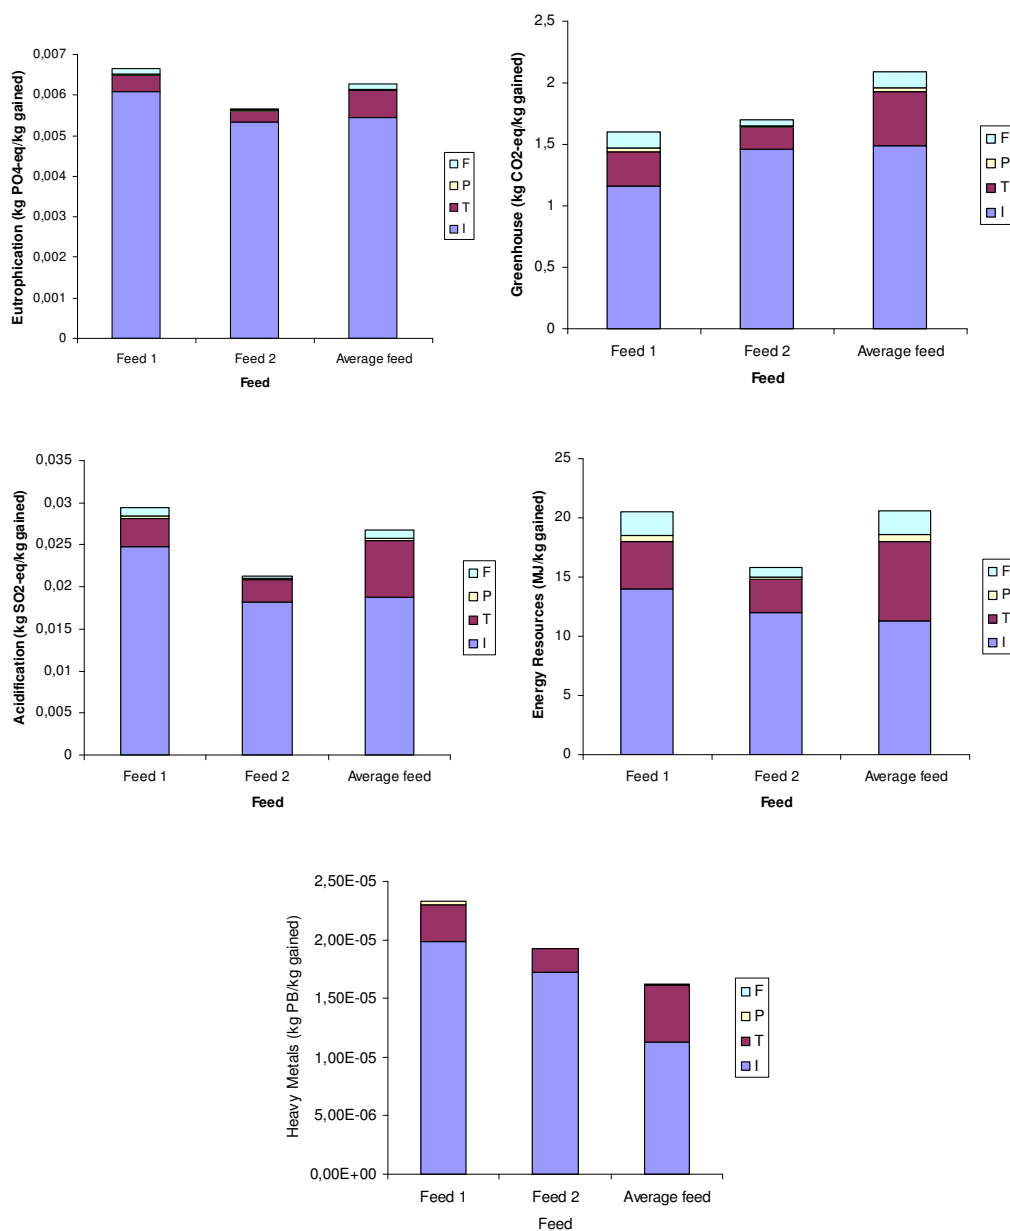 Eutrophication (kg PO4-eq/kg gained)
0,007
0,006
0,005
0,004
0,003
0,002
0,001
0
Feed 1 Feed 2 Average feed
Feed
F
P
T
I
Greenhouse (kg CO2-eq/kg gained)
2,5
2
1,5
1
0,5
0
Feed 1 Feed 2 Average feed
Feed
F
P
T
I
Acidification (kg SO2-eq/kg gained)
0,035
0,03
0,025
0,02
0,015
0,01
0,005
0
Feed 1 Feed 2 Average feed
Feed
F
P
T
I
Energy Resources (MJ/kg gained)
25
20
15
10
5
0
Feed 1 Feed 2 Average feed
Feed
F
P
T
I
Heavy Metals (kg PB/kg gained)
2,50E-05
2,00E-05
1,50E-05
1,00E-05
5,00E-06
0,00E+00
Feed 1 Feed 2 Average feed
Feed
F
P
T
I